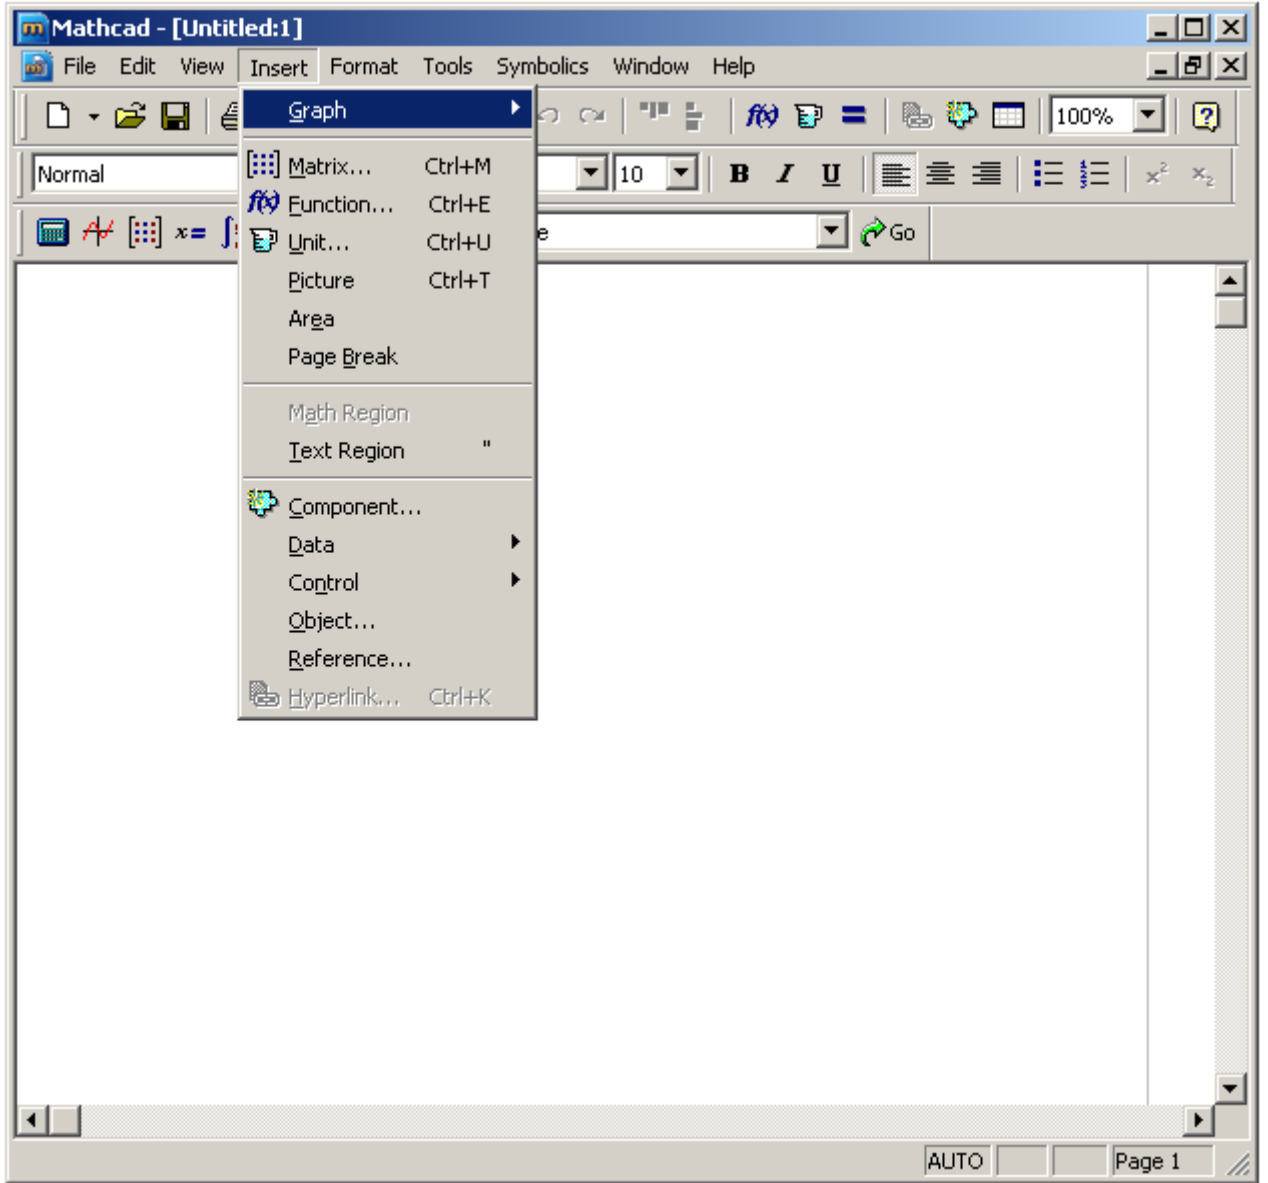 Mathcad - [Untitled:1]
File Edit View Insert Format Tools Symbolics Window Help
f(x) = 100% ?
Normal 10 B I U x² ×₂
x= ∫ e Go
Graph
Matrix... Ctrl+M
f(x) Function... Ctrl+E
Unit... Ctrl+U
Picture Ctrl+T
Area
Page Break
Math Region
Text Region "
Component...
Data
Control
Object...
Reference...
Hyperlink... Ctrl+K
AUTO Page 1